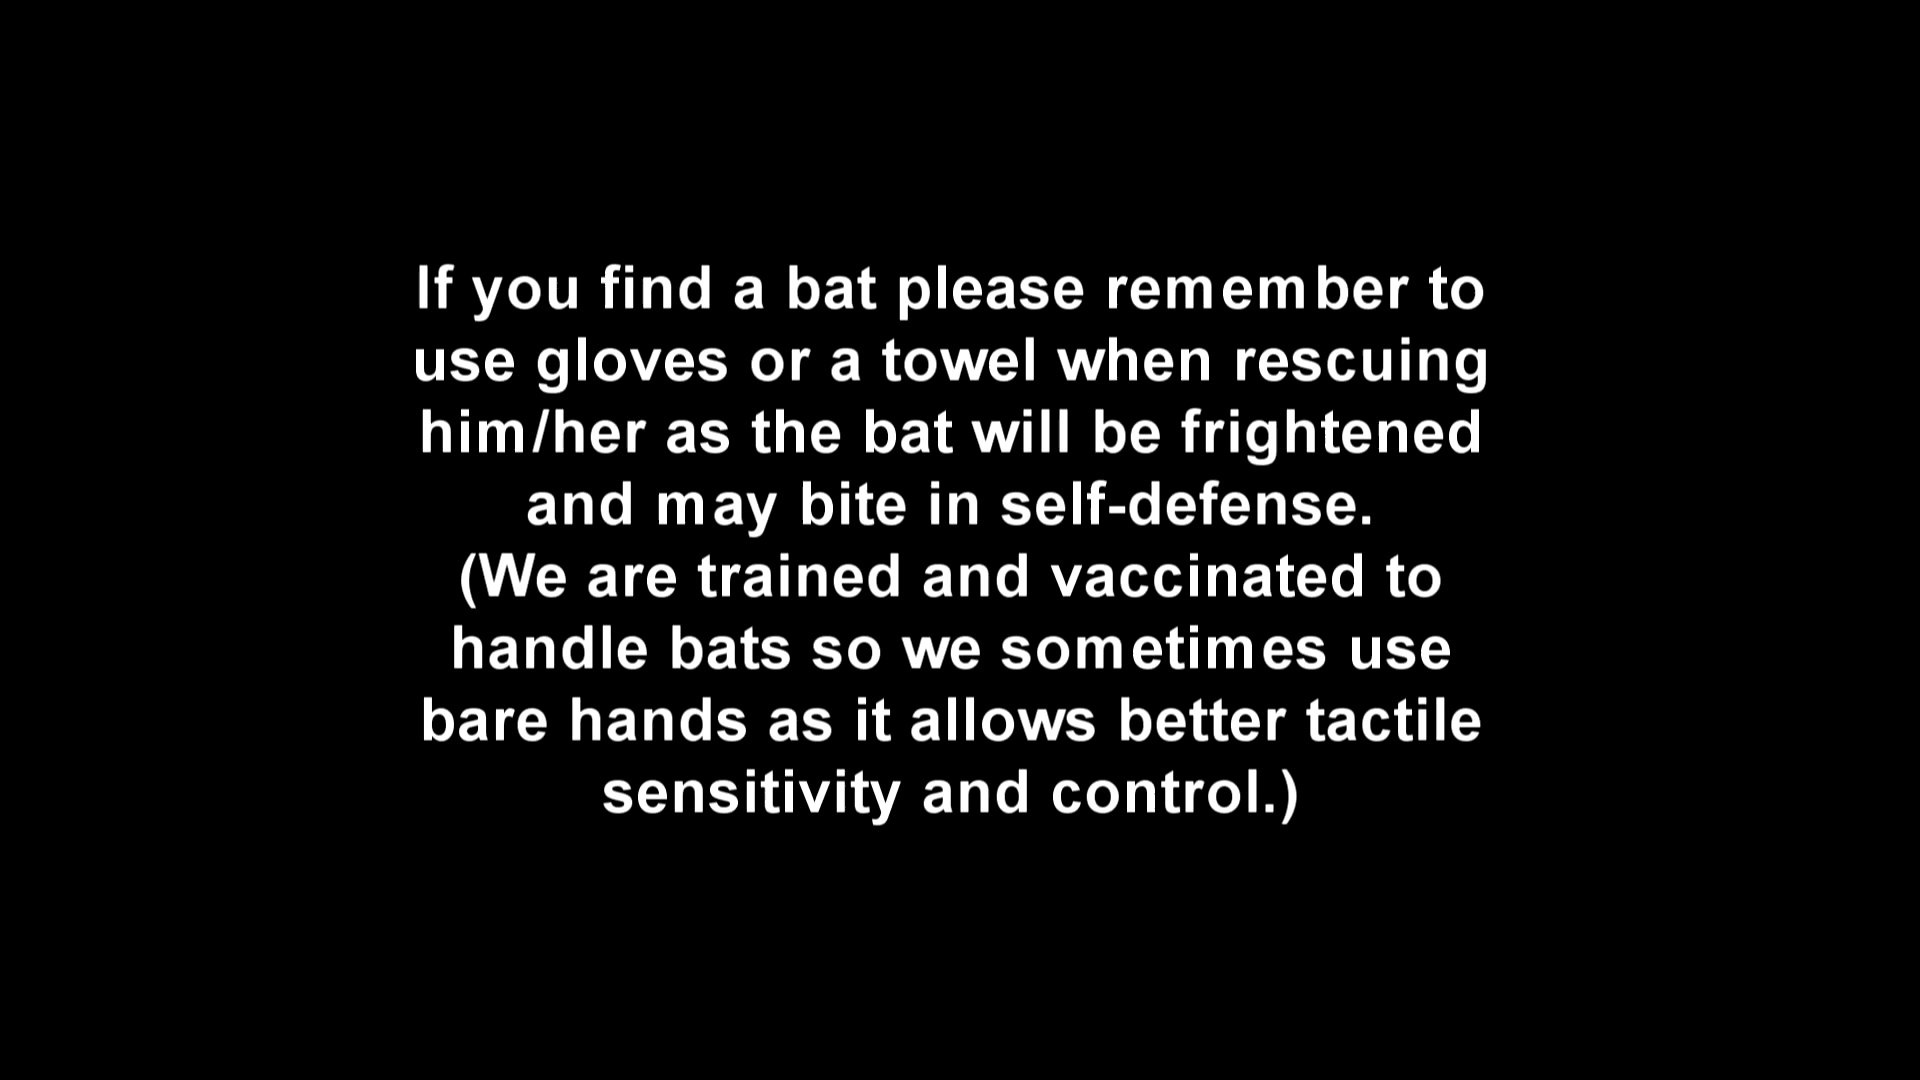 If you find a bat please remember to
use gloves or a towel when rescuing
him/her as the bat will be frightened
and may bite in self-defense.
(We are trained and vaccinated to
handle bats so we sometimes use
bare hands as it allows better tactile
sensitivity and control.)